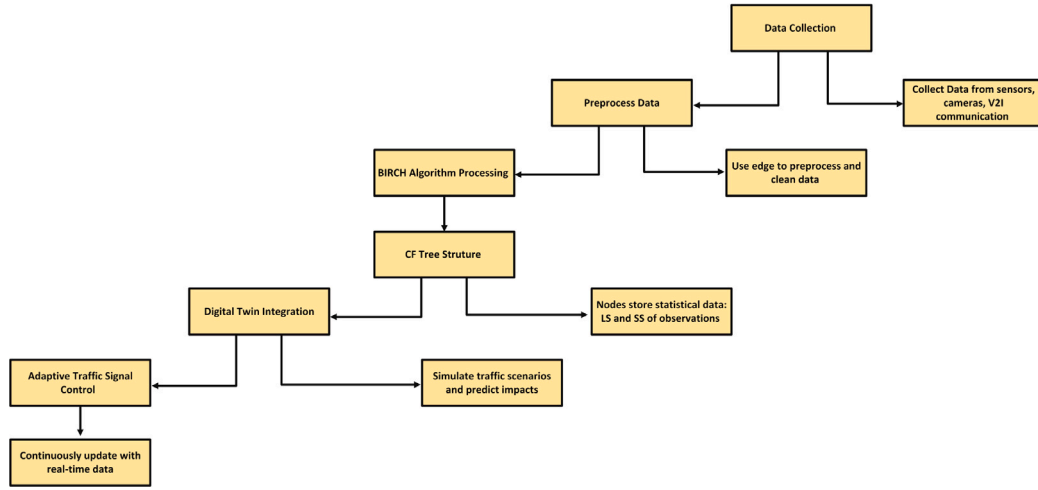 Data Collection
Collect Data from sensors,
cameras, V2I
communication
Preprocess Data
Use edge to preprocess and
clean data
BIRCH Algorithm Processing
CF Tree Struture
Nodes store statistical data:
LS and SS of observations
Digital Twin Integration
Simulate traffic scenarios
and predict impacts
Adaptive Traffic Signal
Control
Continuously update with
real-time data